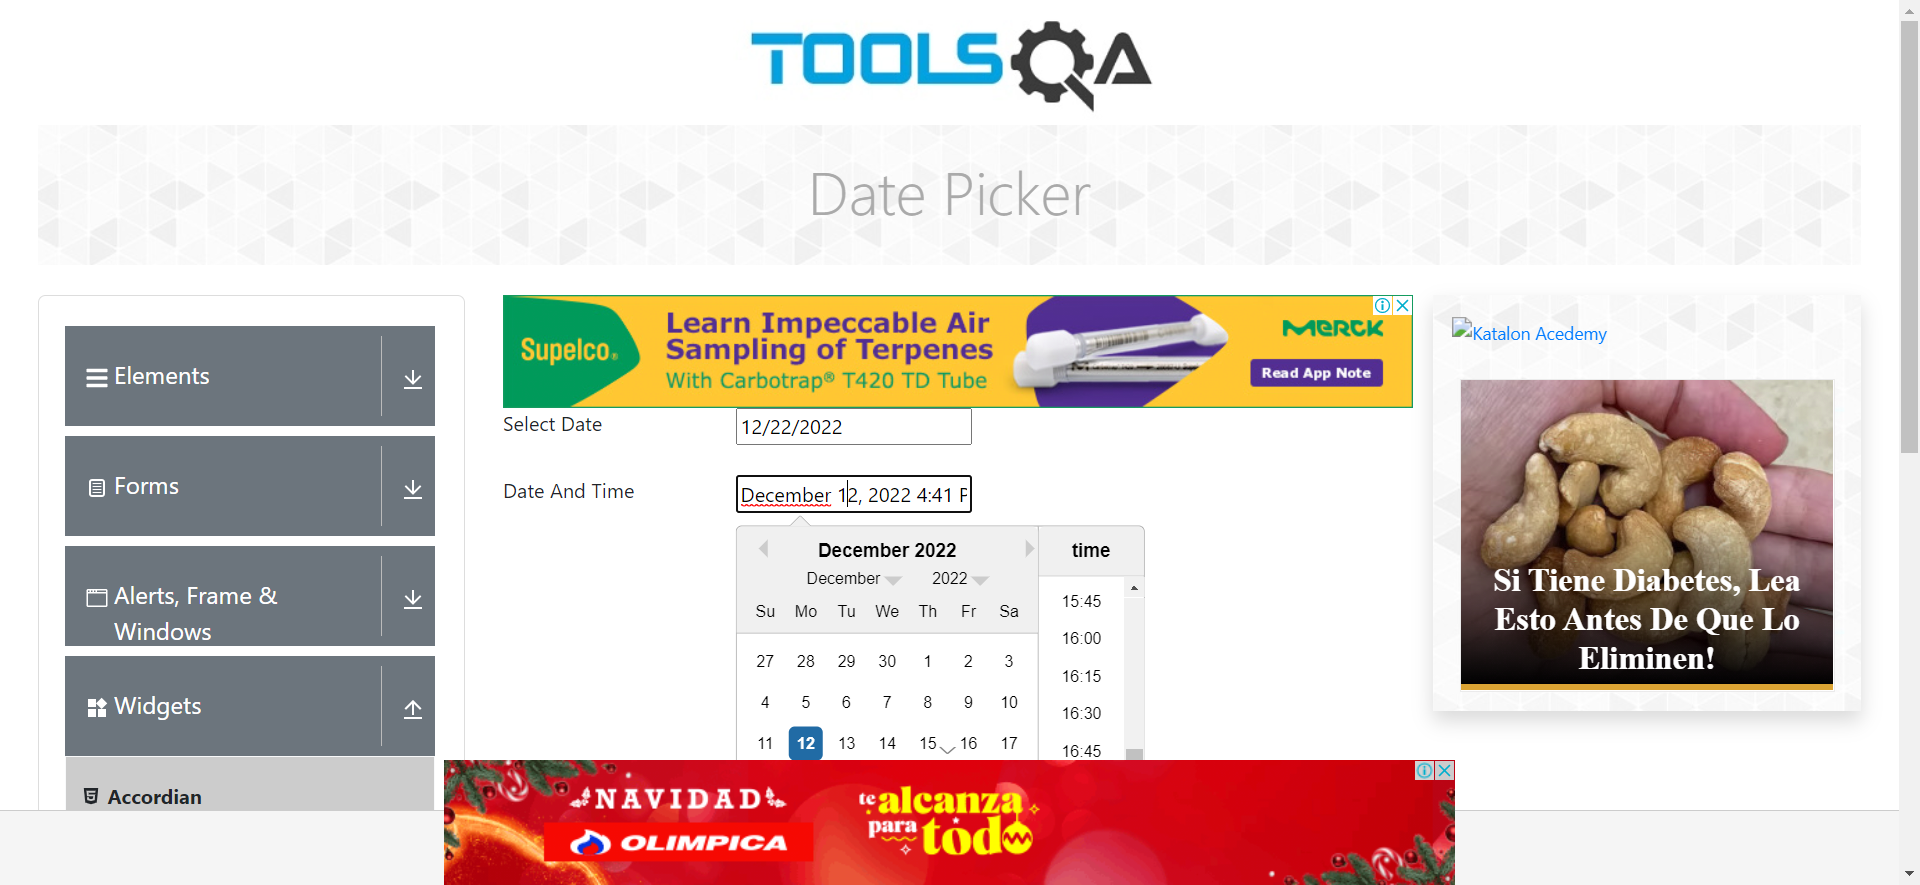 TOOLSQA
Date Picker
Elements
Forms
Alerts, Frame &
Windows
Widgets
Accordian
Supelco®
Learn Impeccable Air
Sampling of Terpenes
With Carbotrap® T420 TD Tube
MERCK
Read App Note
Select Date
12/22/2022
Date And Time
December 12, 2022 4:41 P
December 2022
December 2022
Su Mo Tu We Th Fr Sa
27 28 29 30 1 2 3
4 5 6 7 8 9 10
11 12 13 14 15 16 17
time
15:45
16:00
16:15
16:30
16:45
Katalon Acedemy
Si Tiene Diabetes, Lea
Esto Antes De Que Lo
Eliminen!
NAVIDAD
OLIMPICA
te alcanza
para todo